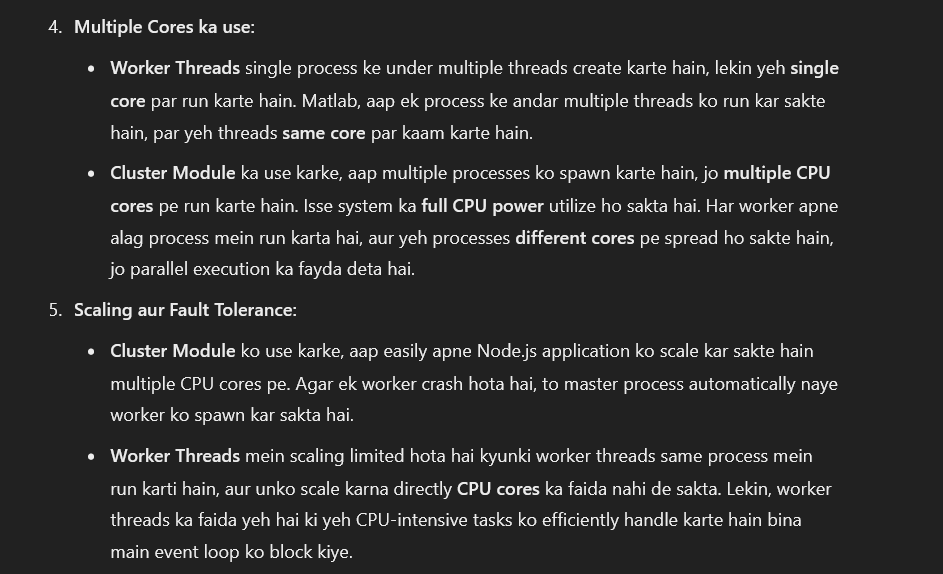 4. Multiple Cores ka use:
• Worker Threads single process ke under multiple threads create karte hain, lekin yeh single
core par run karte hain. Matlab, aap ek process ke andar multiple threads ko run kar sakte
hain, par yeh threads same core par kaam karte hain.
• Cluster Module ka use karke, aap multiple processes ko spawn karte hain, jo multiple CPU
cores pe run karte hain. Isse system ka full CPU power utilize ho sakta hai. Har worker apne
alag process mein run karta hai, aur yeh processes different cores pe spread ho sakte hain,
jo parallel execution ka fayda deta hai.
5. Scaling aur Fault Tolerance:
• Cluster Module ko use karke, aap easily apne Node.js application ko scale kar sakte hain
multiple CPU cores pe. Agar ek worker crash hota hai, to master process automatically naye
worker ko spawn kar sakta hai.
• Worker Threads mein scaling limited hota hai kyunki worker threads same process mein
run karti hain, aur unko scale karna directly CPU cores ka faida nahi de sakta. Lekin, worker
threads ka faida yeh hai ki yeh CPU-intensive tasks ko efficiently handle karte hain bina
main event loop ko block kiye.